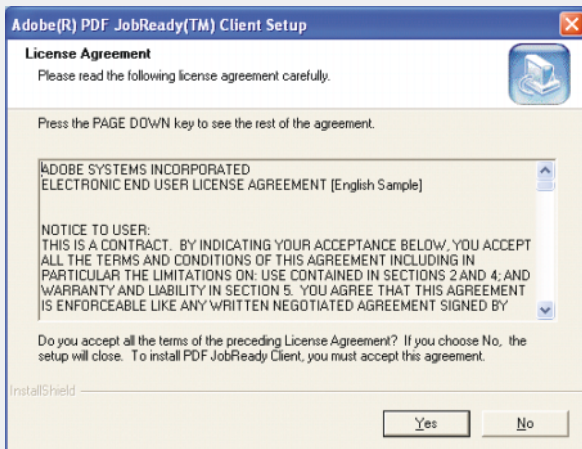 Adobe(R) PDF JobReady(TM) Client Setup
License Agreement
Please read the following license agreement carefully.
Press the PAGE DOWN key to see the rest of the agreement.
ADOBE SYSTEMS INCORPORATED
ELECTRONIC END USER LICENSE AGREEMENT [English Sample]
NOTICE TO USER:
THIS IS A CONTRACT.  BY INDICATING YOUR ACCEPTANCE BELOW, YOU ACCEPT
ALL THE TERMS AND CONDITIONS OF THIS AGREEMENT INCLUDING IN
PARTICULAR THE LIMITATIONS ON: USE CONTAINED IN SECTIONS 2 AND 4; AND
WARRANTY AND LIABILITY IN SECTION 5.  YOU AGREE THAT THIS AGREEMENT
IS ENFORCEABLE LIKE ANY WRITTEN NEGOTIATED AGREEMENT SIGNED BY
Do you accept all the terms of the preceding License Agreement?  If you choose No,  the
setup will close.  To install PDF JobReady Client, you must accept this agreement.
InstallShield
Yes
No